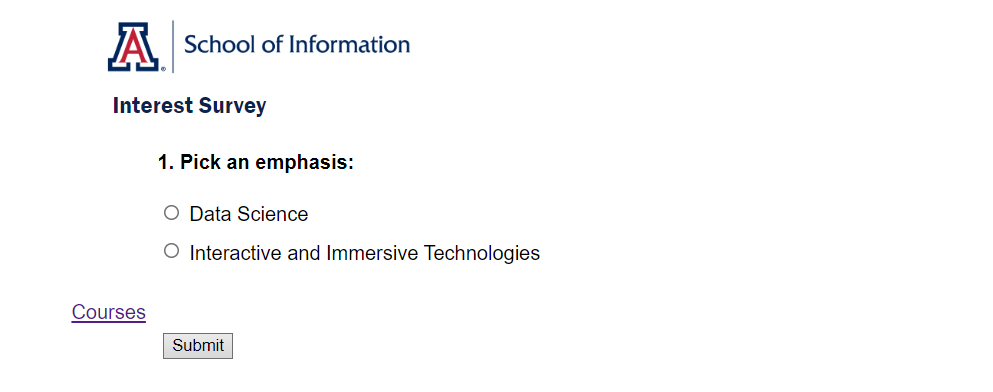 A
School of Information
Interest Survey
1. Pick an emphasis:
Data Science
Interactive and Immersive Technologies
Courses
Submit